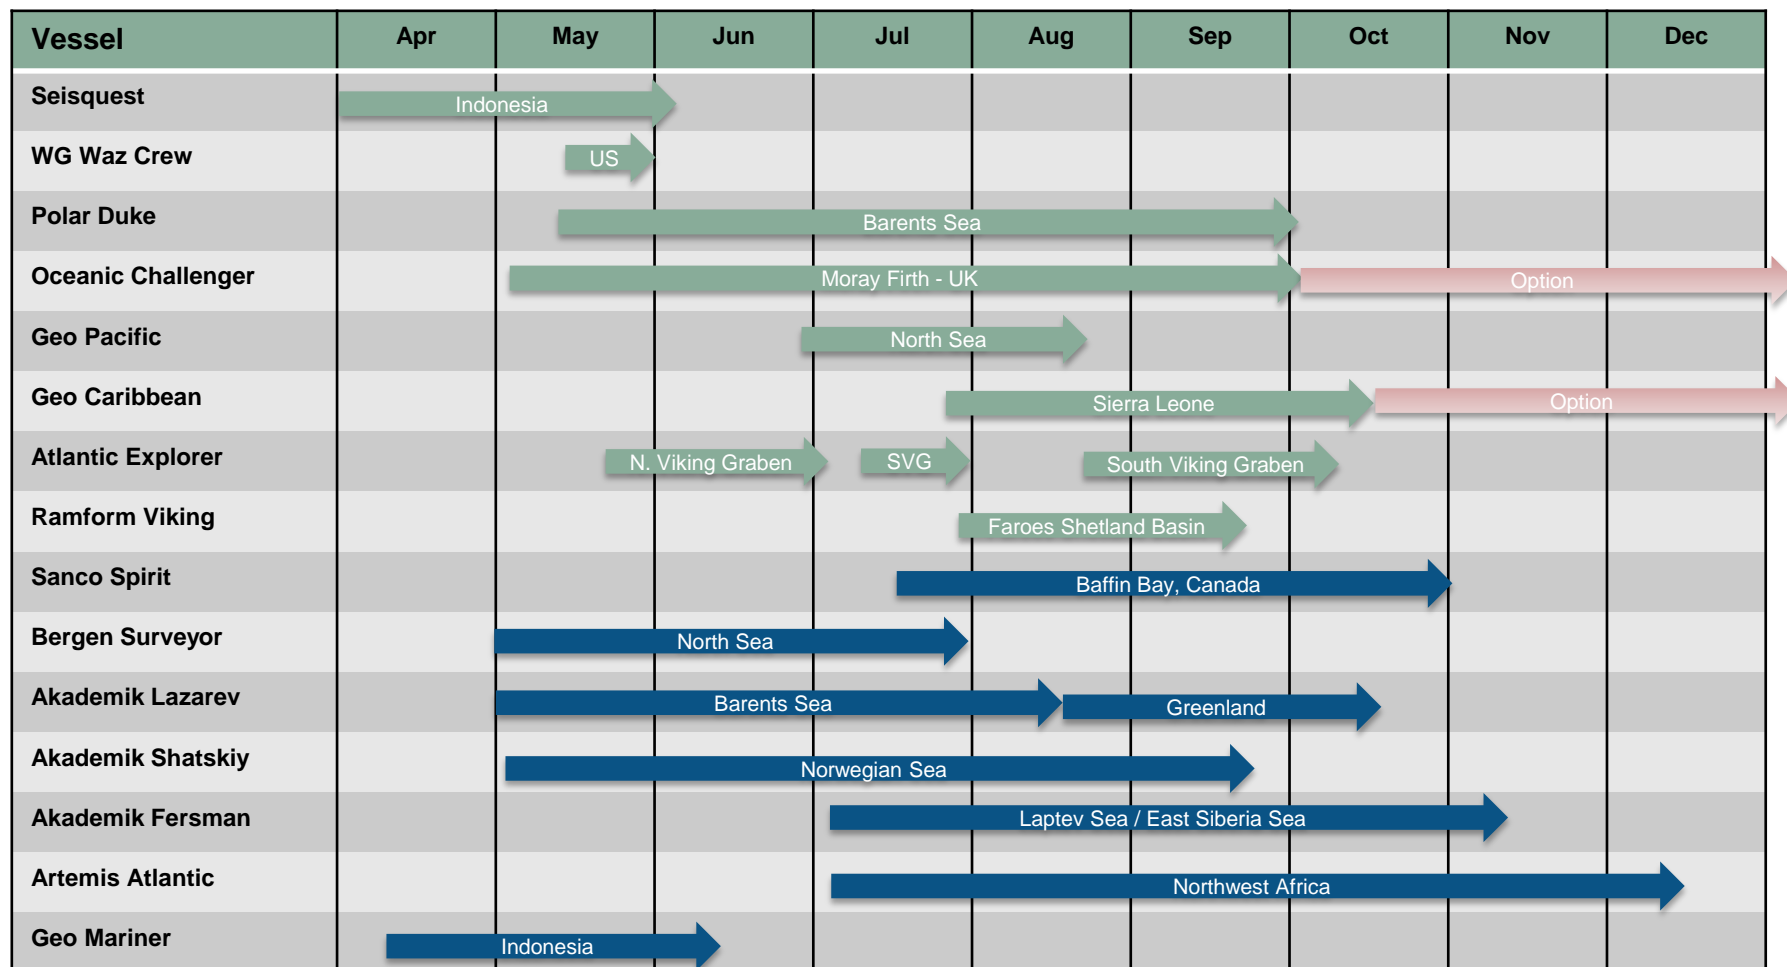 Vessel Apr May Jun Jul Aug Sep Oct Nov Dec
Seisquest Indonesia
WG Waz Crew US
Polar Duke Barents Sea
Oceanic Challenger Moray Firth - UK Option
Geo Pacific North Sea
Geo Caribbean Sierra Leone Option
Atlantic Explorer N. Viking Graben SVG South Viking Graben
Ramform Viking Faroes Shetland Basin
Sanco Spirit Baffin Bay, Canada
Bergen Surveyor North Sea
Akademik Lazarev Barents Sea Greenland
Akademik Shatskiy Norwegian Sea
Akademik Fersman Laptev Sea / East Siberia Sea
Artemis Atlantic Northwest Africa
Geo Mariner Indonesia